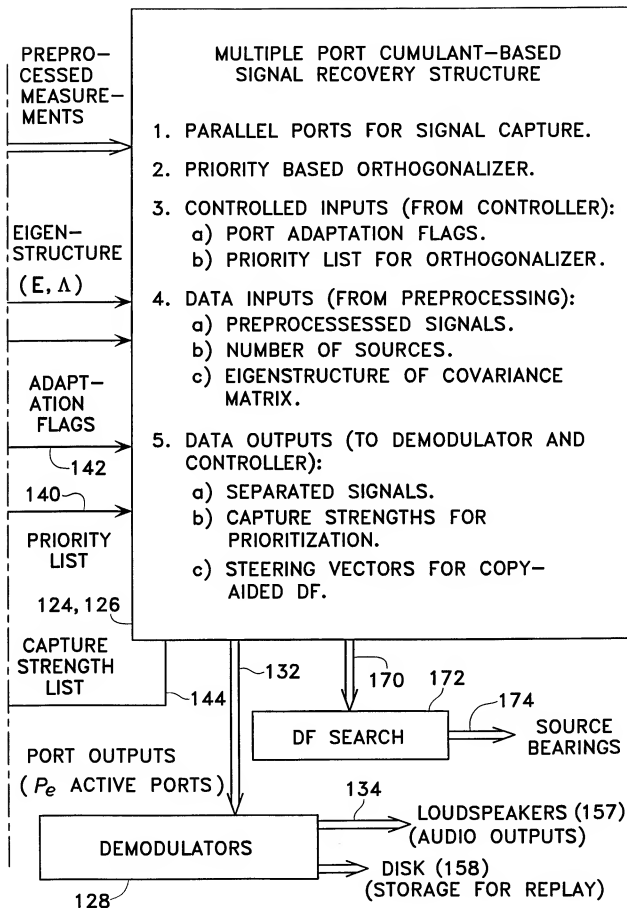 PREPRO-
CESSED
MEASURE-
MENTS
EIGEN-
STRUCTURE
(E, Λ)
ADAPT-
ATION
FLAGS
142
140
PRIORITY
LIST
124, 126
CAPTURE
STRENGTH
LIST
144
MULTIPLE PORT CUMULANT-BASED
SIGNAL RECOVERY STRUCTURE
1. PARALLEL PORTS FOR SIGNAL CAPTURE.
2. PRIORITY BASED ORTHOGONALIZER.
3. CONTROLLED INPUTS (FROM CONTROLLER):
a) PORT ADAPTATION FLAGS.
b) PRIORITY LIST FOR ORTHOGONALIZER.
4. DATA INPUTS (FROM PREPROCESSING):
a) PREPROCESSESSED SIGNALS.
b) NUMBER OF SOURCES.
c) EIGENSTRUCTURE OF COVARIANCE
MATRIX.
5. DATA OUTPUTS (TO DEMODULATOR AND
CONTROLLER):
a) SEPARATED SIGNALS.
b) CAPTURE STRENGTHS FOR
PRIORITIZATION.
c) STEERING VECTORS FOR COPY-
AIDED DF.
132
170
172
174
DF SEARCH
SOURCE
BEARINGS
PORT OUTPUTS
(Pe ACTIVE PORTS)
134
DEMODULATORS
LOUDSPEAKERS (157)
(AUDIO OUTPUTS)
DISK (158)
(STORAGE FOR REPLAY)
128